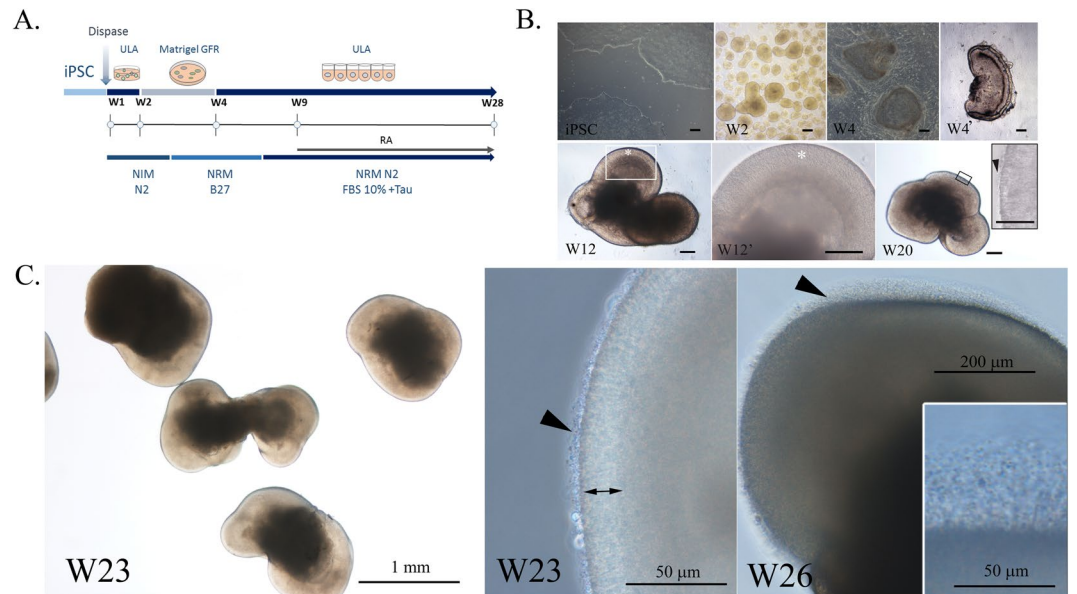 A.
Dispase
ULA
Matrigel GFR
ULA
iPSC
W1
W2
W4
W9
W28
RA
NIM
N2
NRM
B27
NRM N2
FBS 10% +Tau
B.
iPSC
W2
W4
W4'
*
W12
*
W12'
W20
C.
W23
1 mm
W23
50 µm
W26
200 µm
50 µm